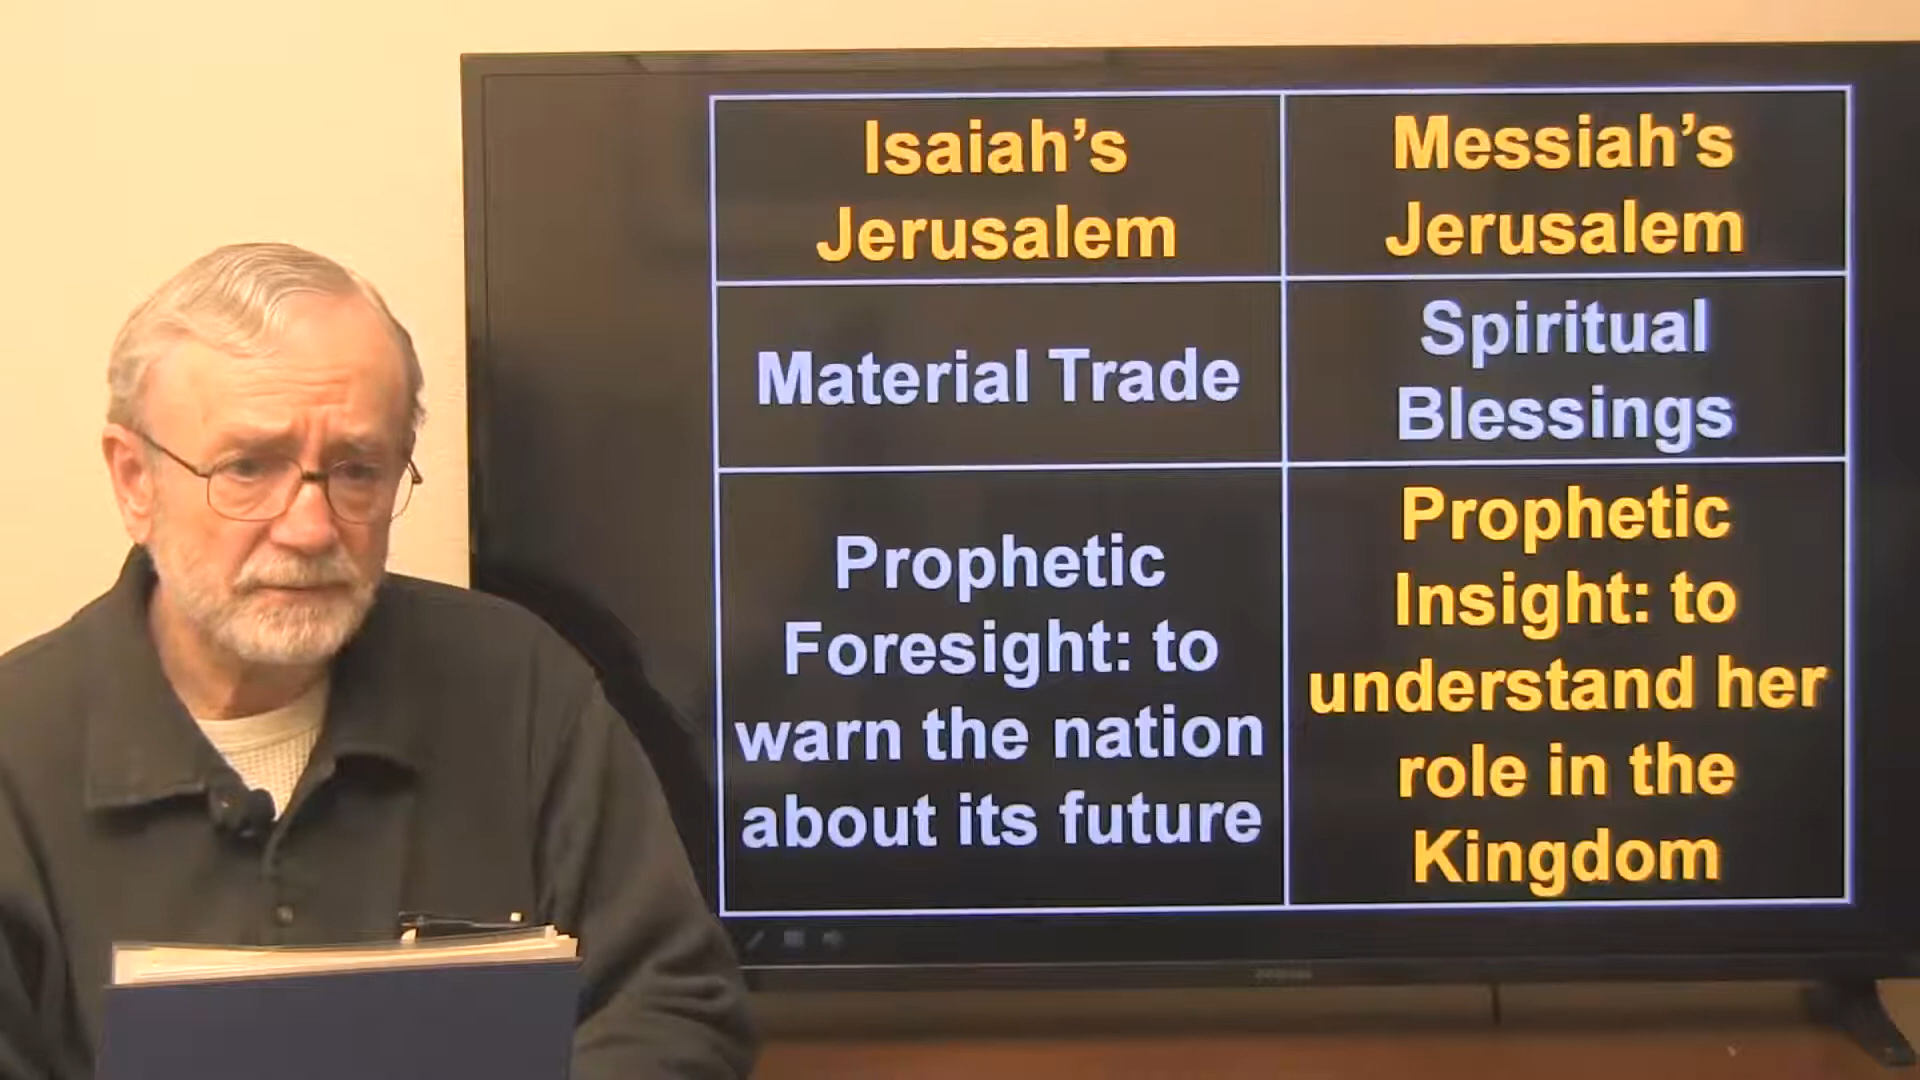 Isaiah's
Jerusalem
Messiah's
Jerusalem
Material Trade
Spiritual
Blessings
Prophetic
Foresight: to
warn the nation
about its future
Prophetic
Insight: to
understand her
role in the
Kingdom